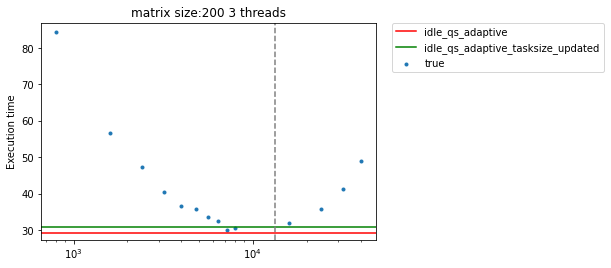 matrix size:200 3 threads
Execution time
80
70
60
50
40
30
10³
10⁴
idle_qs_adaptive
idle_qs_adaptive_tasksize_updated
true